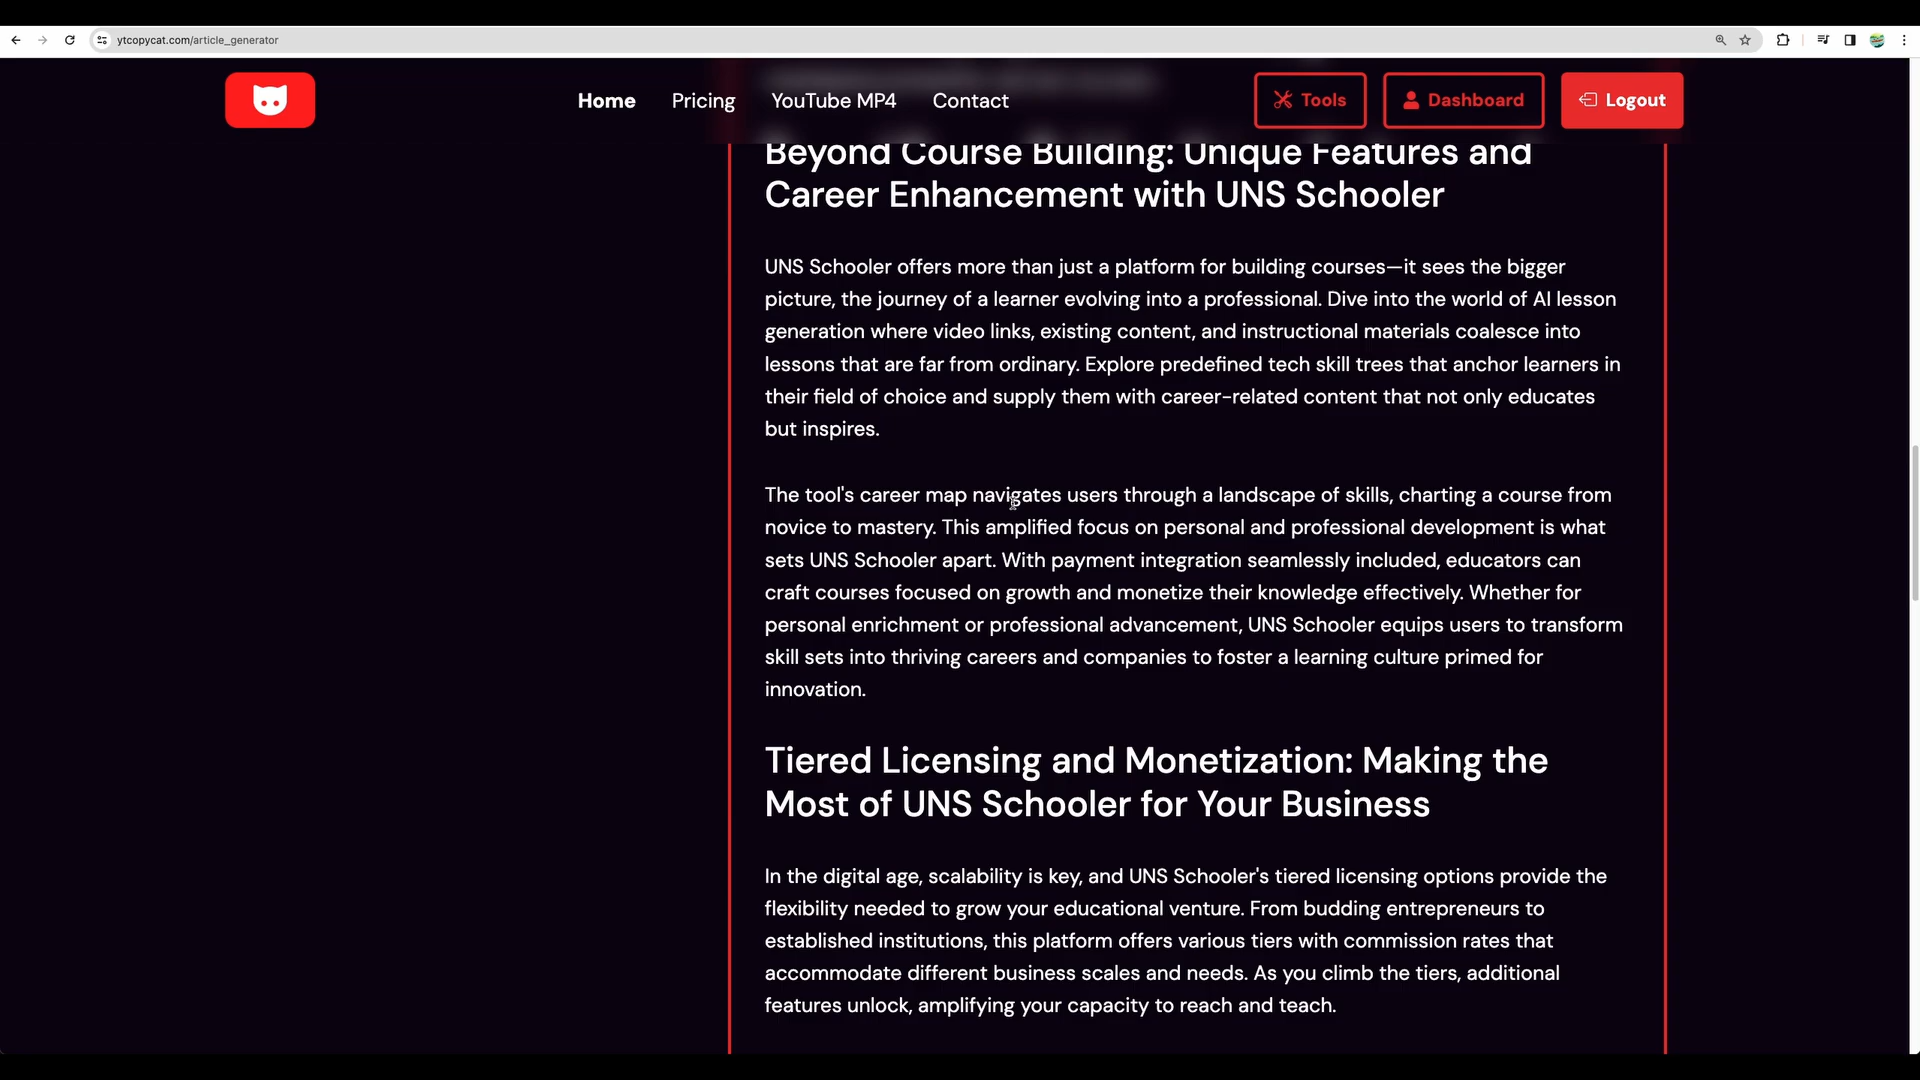 ytcopycat.com/article_generator
Home
Pricing
YouTube MP4
Contact
Tools
Dashboard
Logout
Beyond Course Building: Unique Features and
Career Enhancement with UNS Schooler
UNS Schooler offers more than just a platform for building courses—it sees the bigger
picture, the journey of a learner evolving into a professional. Dive into the world of AI lesson
generation where video links, existing content, and instructional materials coalesce into
lessons that are far from ordinary. Explore predefined tech skill trees that anchor learners in
their field of choice and supply them with career-related content that not only educates
but inspires.
The tool's career map navigates users through a landscape of skills, charting a course from
novice to mastery. This amplified focus on personal and professional development is what
sets UNS Schooler apart. With payment integration seamlessly included, educators can
craft courses focused on growth and monetize their knowledge effectively. Whether for
personal enrichment or professional advancement, UNS Schooler equips users to transform
skill sets into thriving careers and companies to foster a learning culture primed for
innovation.
Tiered Licensing and Monetization: Making the
Most of UNS Schooler for Your Business
In the digital age, scalability is key, and UNS Schooler's tiered licensing options provide the
flexibility needed to grow your educational venture. From budding entrepreneurs to
established institutions, this platform offers various tiers with commission rates that
accommodate different business scales and needs. As you climb the tiers, additional
features unlock, amplifying your capacity to reach and teach.